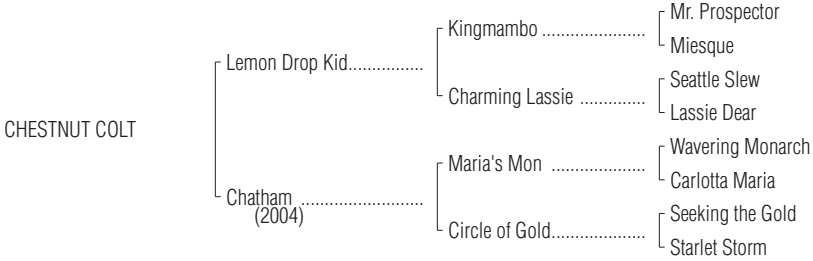 Mr. Prospector
Kingmambo ......................
Miesque
Lemon Drop Kid................
Seattle Slew
Charming Lassie ..............
Lassie Dear
CHESTNUT COLT
Wavering Monarch
Maria's Mon ....................
Carlotta Maria
Chatham ..........................
(2004)
Seeking the Gold
Circle of Gold....................
Starlet Storm